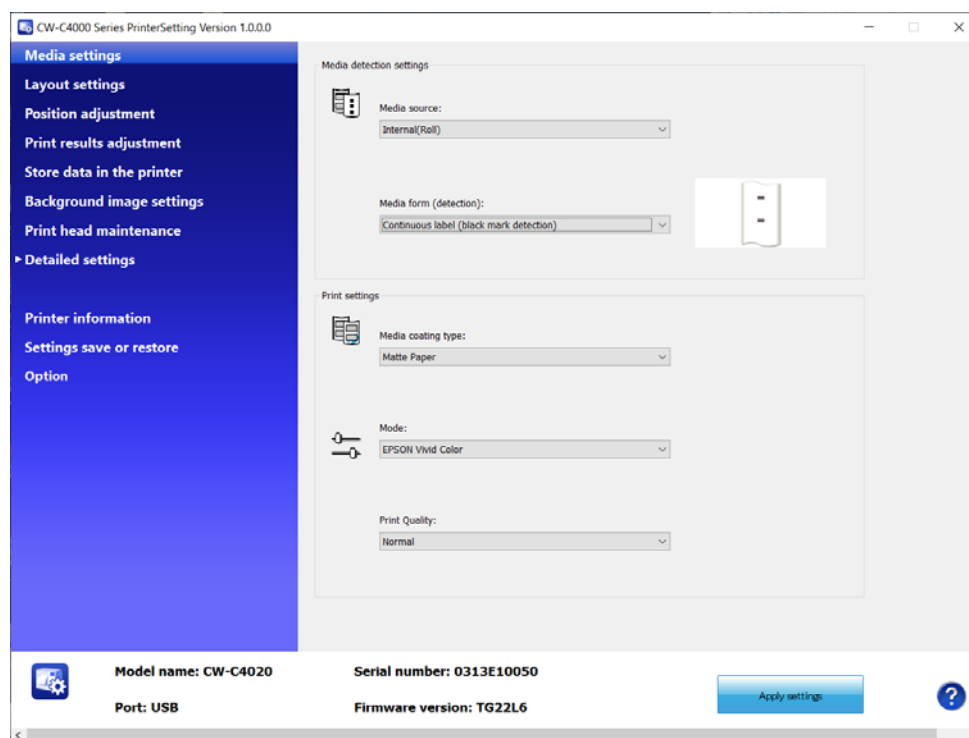 CW-C4000 Series PrinterSetting Version 1.0.0.0
Media settings
Layout settings
Position adjustment
Print results adjustment
Store data in the printer
Background image settings
Print head maintenance
Detailed settings
Printer information
Settings save or restore
Option
Media detection settings
Media source:
Internal(Roll)
Media form (detection):
Continuous label (black mark detection)
Print settings
Media coating type:
Matte Paper
Mode:
EPSON Vivid Color
Print Quality:
Normal
Model name: CW-C4020
Serial number: 0313E10050
Port: USB
Firmware version: TG22L6
Apply settings
?